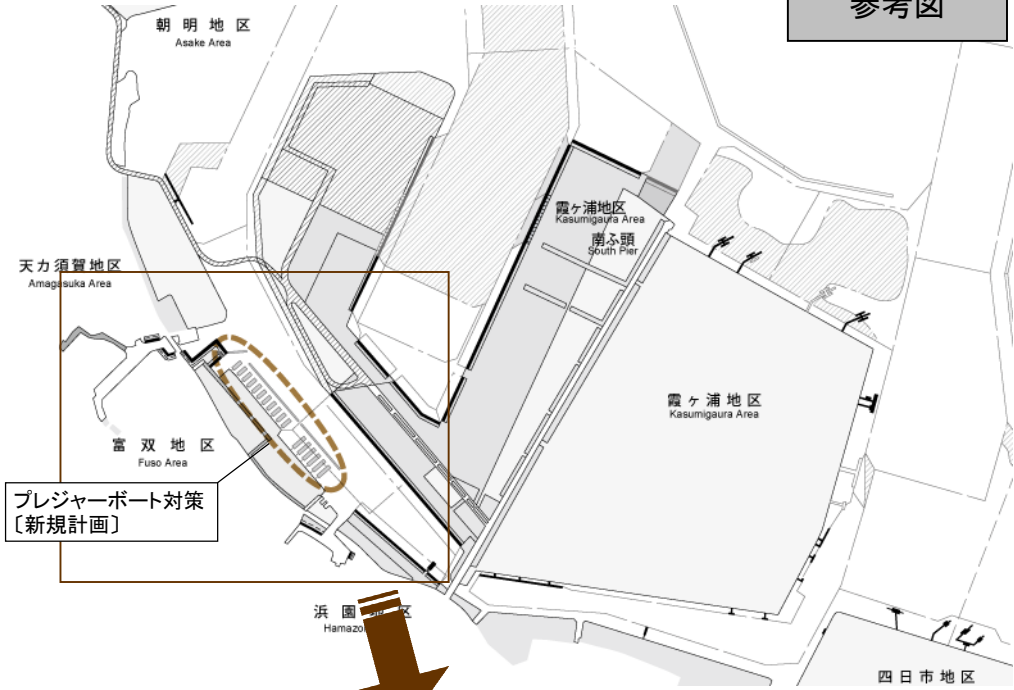 参考図
朝明地区
Asake Area
霞ヶ浦地区
Kasumigaura Area
南ふ頭
South Pier
天力須賀地区
Amagasuka Area
霞ヶ浦地区
Kasumigaura Area
富双地区
Fuso Area
プレジャーボート対策
〔新規計画〕
浜園 区
四日市地区